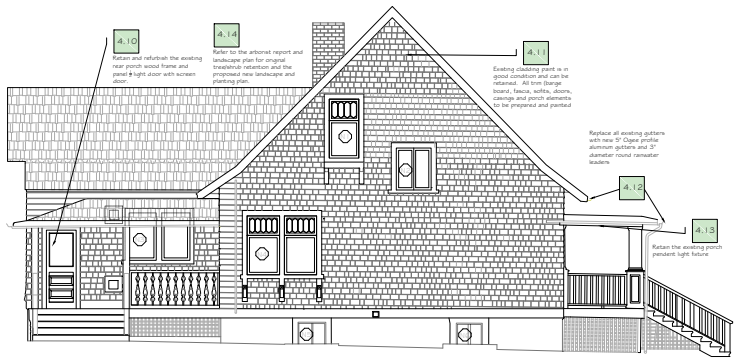 4.10
Retain and refurbish the existing
rear porch wood frame and
panel ½ light door with screen
door.
4.14
Refer to the arborist report and
landscape plan for original
tree/shrub retention and the
proposed new landscape and
planting plan.
4.11
Existing cladding paint is in
good condition and can be
retained. All trim (barge
board, fascia, soffits, doors,
casings and porch elements
to be prepared and painted
Replace all existing gutters
with new 5" Ogee profile
aluminum gutters and 3"
diameter round rainwater
leaders
4.12
4.13
Retain the existing porch
pendent light fixture